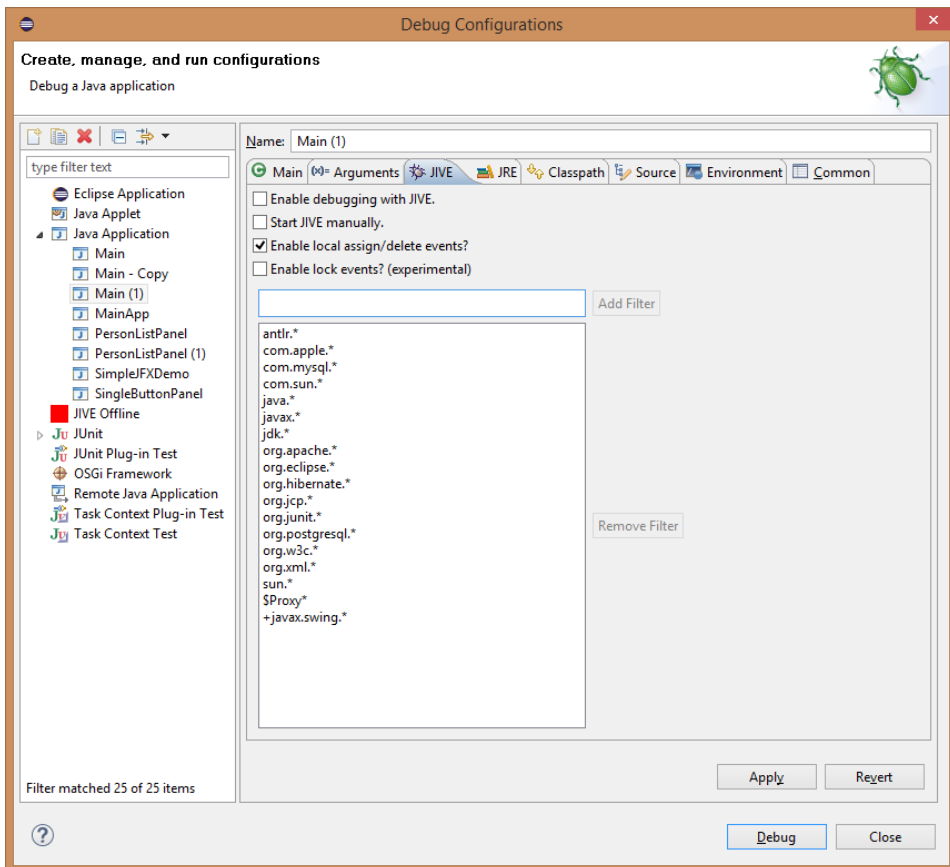 Debug Configurations
Create, manage, and run configurations
Debug a Java application
type filter text
Eclipse Application
Java Applet
Java Application
Main
Main - Copy
Main (1)
MainApp
PersonListPanel
PersonListPanel (1)
SimpleJFXDemo
SingleButtonPanel
JIVE Offline
JUnit
JUnit Plug-in Test
OSGi Framework
Remote Java Application
Task Context Plug-in Test
Task Context Test
Filter matched 25 of 25 items
Name: Main (1)
Main (x)= Arguments JIVE JRE Classpath Source Environment Common
Enable debugging with JIVE.
Start JIVE manually.
Enable local assign/delete events?
Enable lock events? (experimental)
Add Filter
antlr.*
com.apple.*
com.mysql.*
com.sun.*
java.*
javax.*
jdk.*
org.apache.*
org.eclipse.*
org.hibernate.*
org.jcp.*
org.junit.*
org.postgresql.*
org.w3c.*
org.xml.*
sun.*
$Proxy*
+javax.swing.*
Remove Filter
Apply Revert
? Debug Close